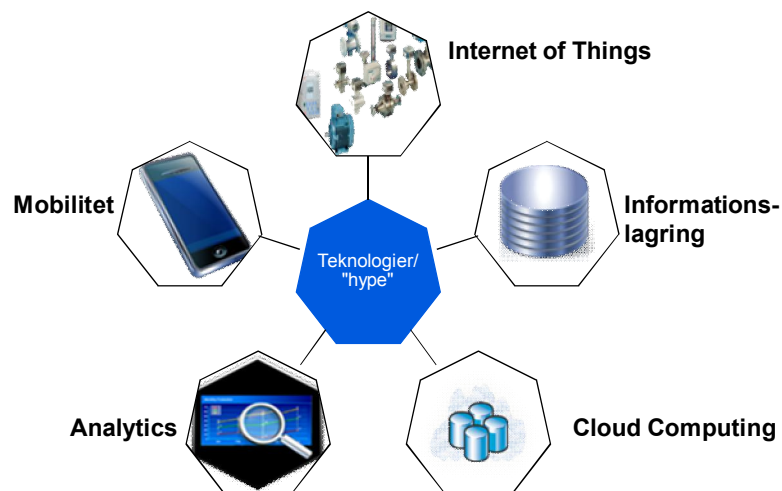 Internet of Things
Mobilitet
Informations-
lagring
Teknologier/
"hype"
Analytics
Cloud Computing